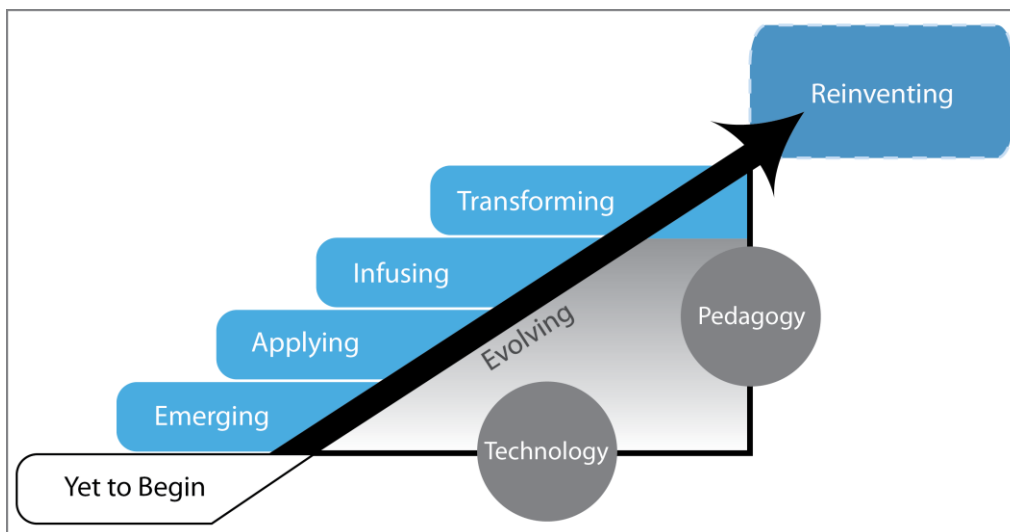 Reinventing
Transforming
Infusing
Pedagogy
Evolving
Applying
Emerging
Technology
Yet to Begin